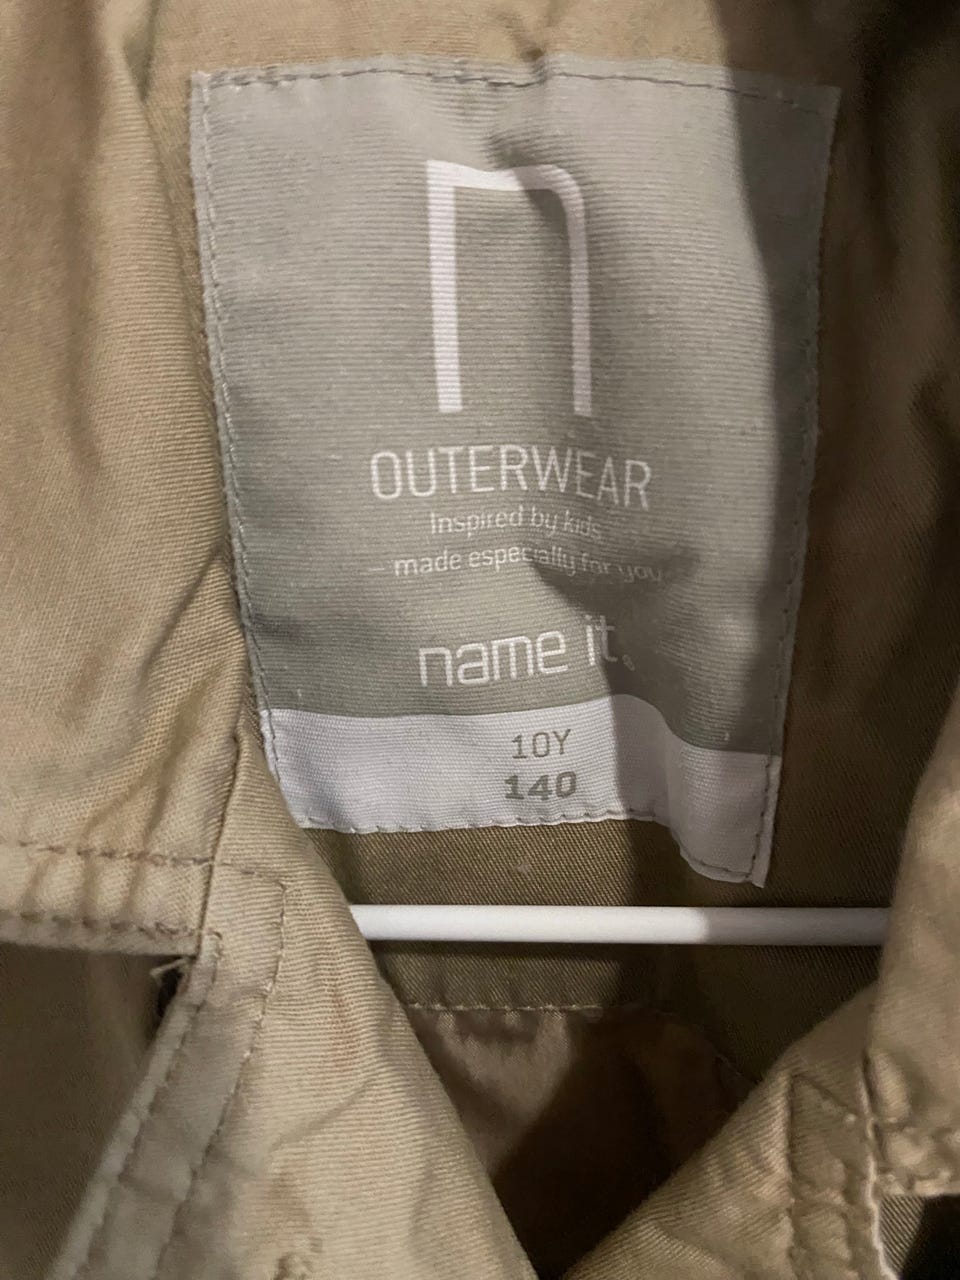 n
OUTERWEAR
Inspired by kids,
– made especially for you
name it.
10Y
140